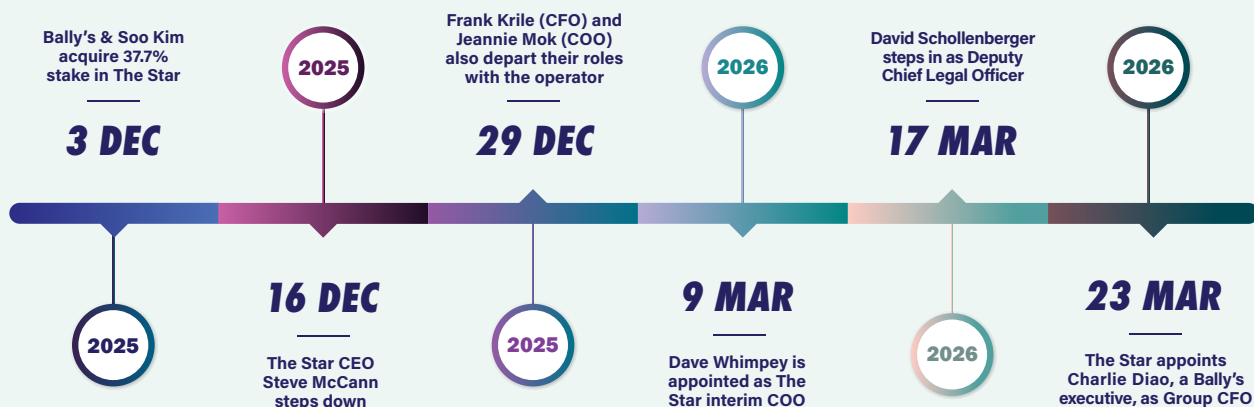 Bally's & Soo Kim
acquire 37.7%
stake in The Star
3 DEC
2025
2025
16 DEC
The Star CEO
Steve McCann
steps down
Frank Krile (CFO) and
Jeannie Mok (COO)
also depart their roles
with the operator
29 DEC
2025
2026
9 MAR
Dave Whimpey is
appointed as The
Star interim COO
David Schollenberger
steps in as Deputy
Chief Legal Officer
17 MAR
2026
2026
23 MAR
The Star appoints
Charlie Diao, a Bally's
executive, as Group CFO